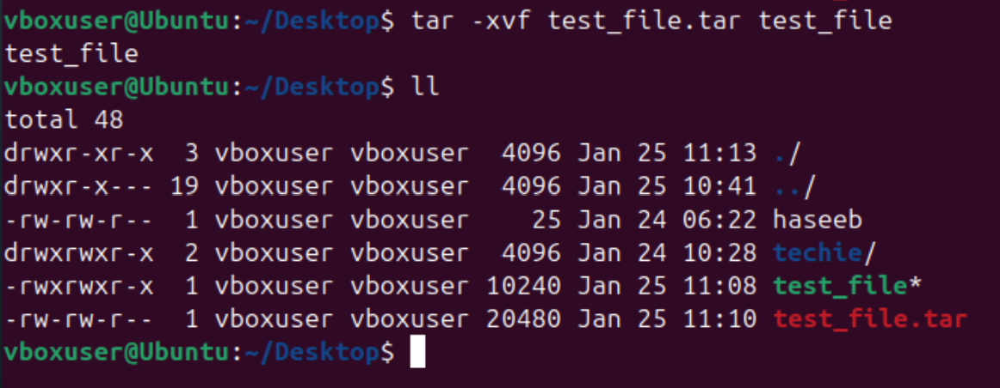 vboxuser@Ubuntu:~/Desktop$ tar -xvf test_file.tar test_file
test_file
vboxuser@Ubuntu:~/Desktop$ ll
total 48
drwxr-xr-x  3 vboxuser vboxuser  4096 Jan 25 11:13 ./
drwxr-x--- 19 vboxuser vboxuser  4096 Jan 25 10:41 ../
-rw-rw-r--  1 vboxuser vboxuser    25 Jan 24 06:22 haseeb
drwxrwxr-x  2 vboxuser vboxuser  4096 Jan 24 10:28 techie/
-rwxrwxr-x  1 vboxuser vboxuser 10240 Jan 25 11:08 test_file*
-rw-rw-r--  1 vboxuser vboxuser 20480 Jan 25 11:10 test_file.tar
vboxuser@Ubuntu:~/Desktop$